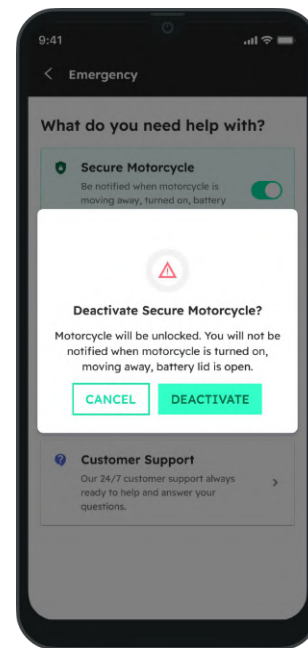 9:41
Emergency
What do you need help with?
Secure Motorcycle
Be notified when motorcycle is
moving away, turned on, battery
Deactivate Secure Motorcycle?
Motorcycle will be unlocked. You will not be
notified when motorcycle is turned on,
moving away, battery lid is open.
CANCEL DEACTIVATE
Customer Support
Our 24/7 customer support always
ready to help and answer your
questions.